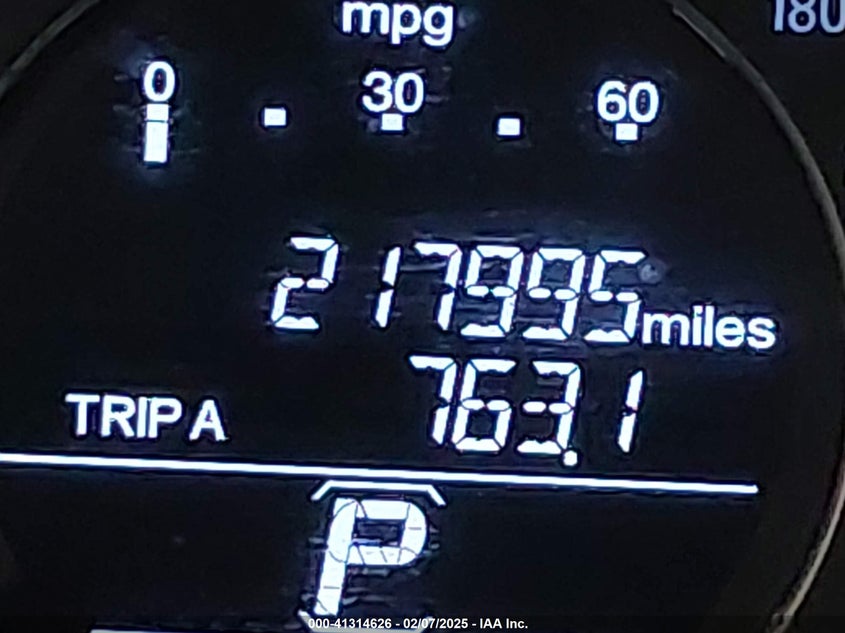 mpg
180
0 30 60
217995 miles
TRIP A 763.1
P
000-41314626 - 02/07/2025 - IAA Inc.